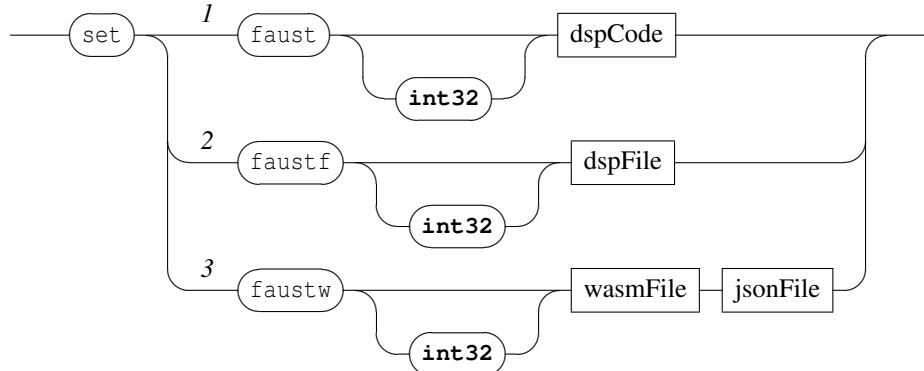 1
set faust dspCode
int32
2
faustf dspFile
int32
3
faustw wasmFile jsonFile
int32